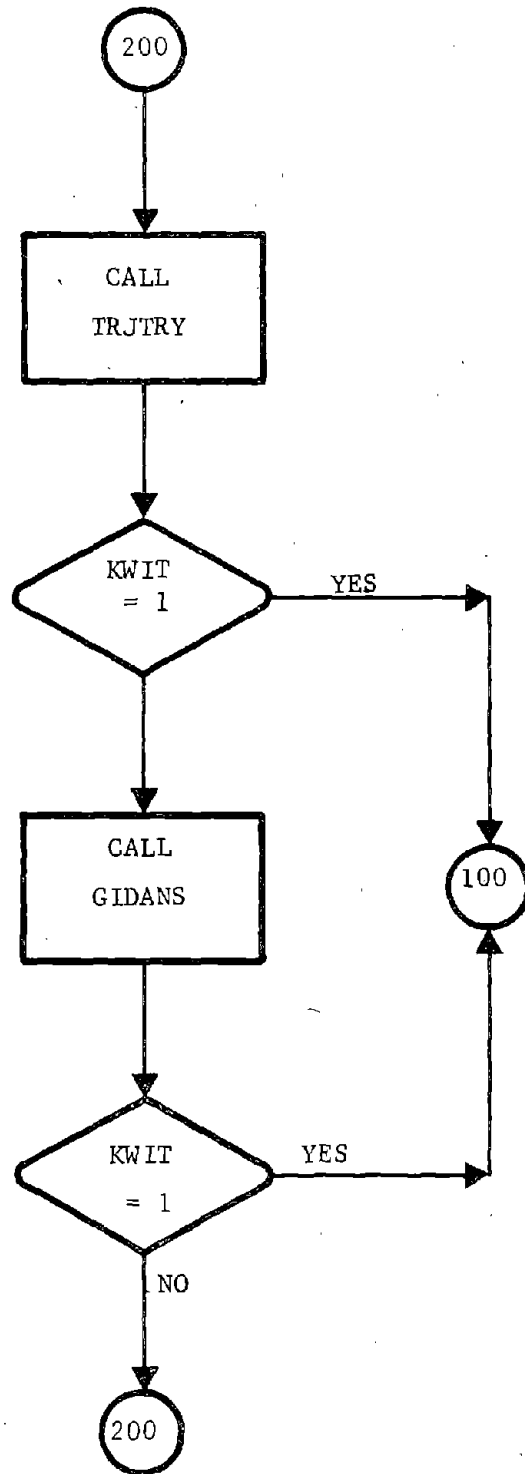 200
CALL
TRJTRY
KWIT
= 1
YES
CALL
GIDANS
100
KWIT
= 1
YES
NO
200